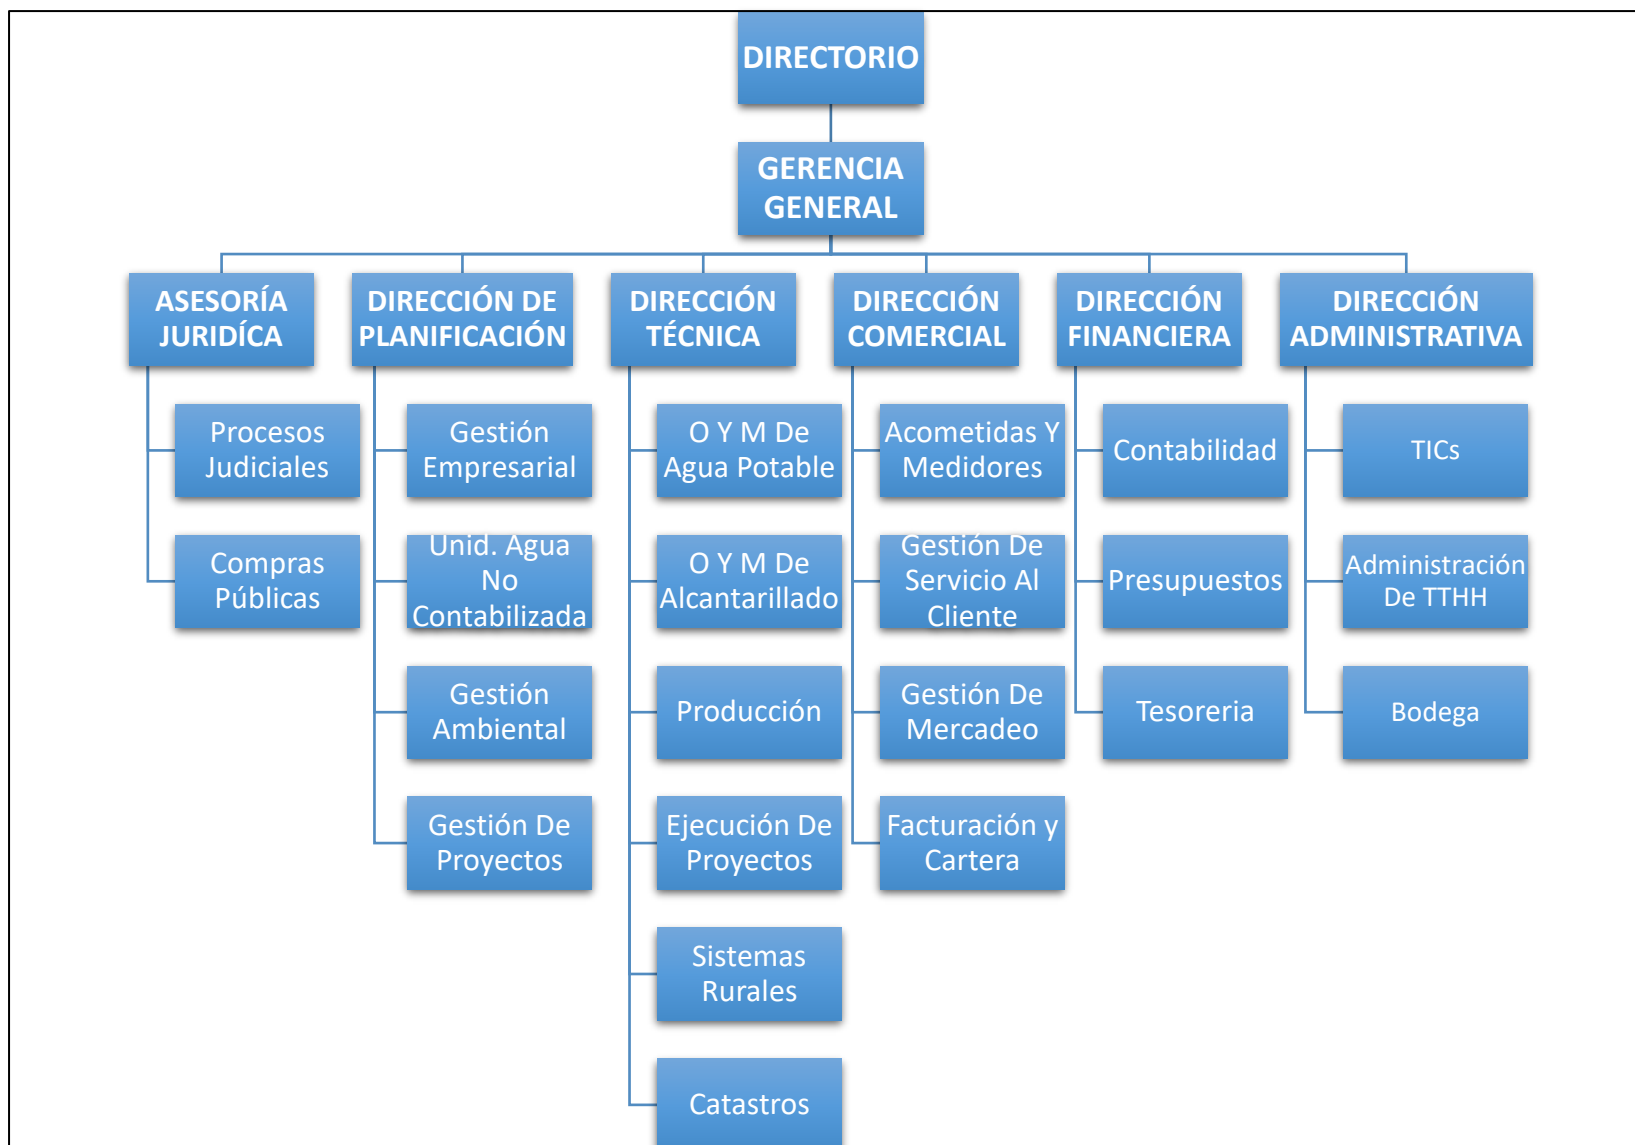 DIRECTORIO
GERENCIA
GENERAL
ASESORÍA
JURIDÍCA
DIRECCIÓN DE
PLANIFICACIÓN
DIRECCIÓN
TÉCNICA
DIRECCIÓN
COMERCIAL
DIRECCIÓN
FINANCIERA
DIRECCIÓN
ADMINISTRATIVA
Procesos
Judiciales
Compras
Públicas
Gestión
Empresarial
Unid. Agua
No
Contabilizada
Gestión
Ambiental
Gestión De
Proyectos
O Y M De
Agua Potable
O Y M De
Alcantarillado
Producción
Ejecución De
Proyectos
Sistemas
Rurales
Catastros
Acometidas Y
Medidores
Gestión De
Servicio Al
Cliente
Gestión De
Mercadeo
Facturación y
Cartera
Contabilidad
Presupuestos
Tesoreria
TICs
Administración
De TTHH
Bodega